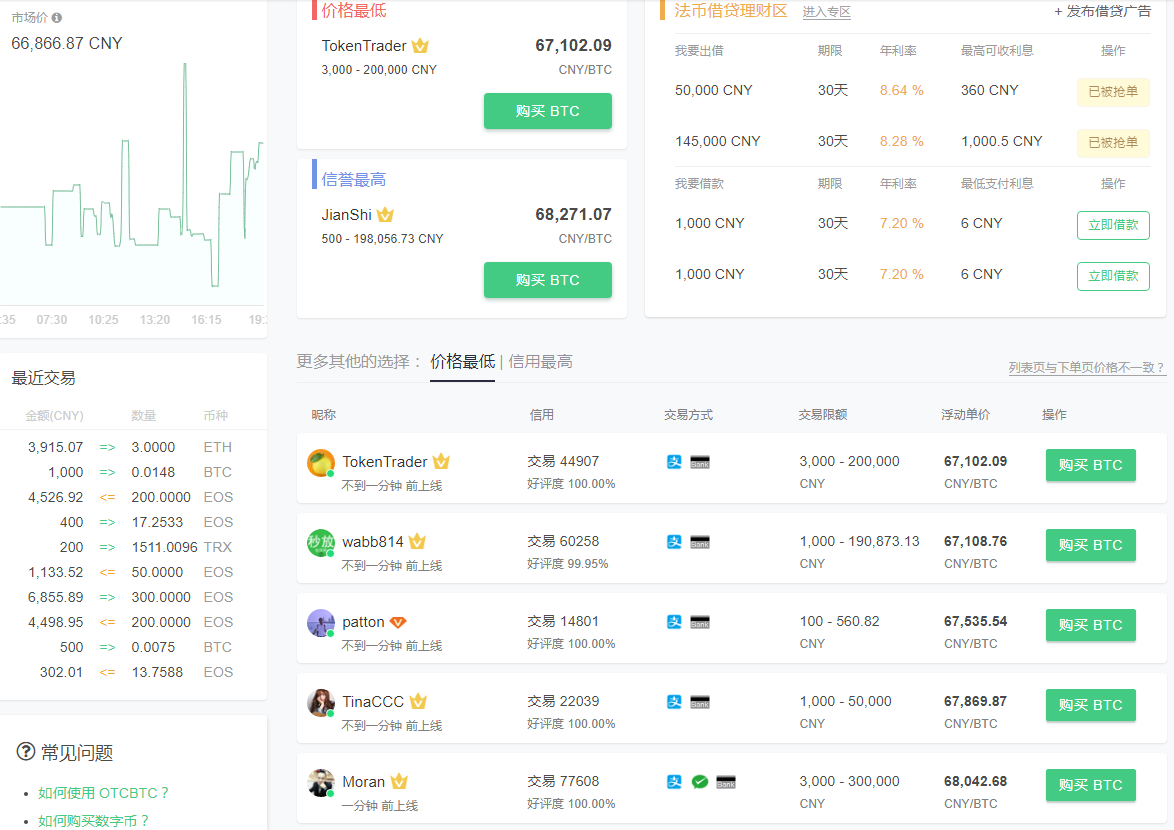 市场价
66,866.87 CNY
:35 07:30 10:25 13:20 16:15 19:
最近交易
金额(CNY) 数量 币种
3,915.07 => 3.0000 ETH
1,000 => 0.0148 BTC
4,526.92 <= 200.0000 EOS
400 => 17.2533 EOS
200 => 1511.0096 TRX
1,133.52 <= 50.0000 EOS
6,855.89 => 300.0000 EOS
4,498.95 <= 200.0000 EOS
500 => 0.0075 BTC
302.01 <= 13.7588 EOS
常见问题
• 如何使用 OTCBTC ?
• 如何购买数字币 ?
价格最低
TokenTrader 67,102.09
3,000 - 200,000 CNY CNY/BTC
购买 BTC
信誉最高
JianShi 68,271.07
500 - 198,056.73 CNY CNY/BTC
购买 BTC
法币借贷理财区 进入专区 + 发布借贷广告
我要出借 期限 年利率 最高可收利息 操作
50,000 CNY 30天 8.64 % 360 CNY 已被抢单
145,000 CNY 30天 8.28 % 1,000.5 CNY 已被抢单
我要借款 期限 年利率 最低支付利息 操作
1,000 CNY 30天 7.20 % 6 CNY 立即借款
1,000 CNY 30天 7.20 % 6 CNY 立即借款
更多其他的选择： 价格最低 | 信用最高 列表页与下单页价格不一致？
昵称 信用 交易方式 交易限额 浮动单价 操作
TokenTrader 交易 44907 支 Bank 3,000 - 200,000 67,102.09 购买 BTC
不到一分钟 前上线 好评度 100.00% CNY CNY/BTC
秒放 wabb814 交易 60258 支 Bank 1,000 - 190,873.13 67,108.76 购买 BTC
不到一分钟 前上线 好评度 99.95% CNY CNY/BTC
patton 交易 14801 支 Bank 100 - 560.82 67,535.54 购买 BTC
不到一分钟 前上线 好评度 100.00% CNY CNY/BTC
TinaCCC 交易 22039 支 Bank 1,000 - 50,000 67,869.87 购买 BTC
不到一分钟 前上线 好评度 100.00% CNY CNY/BTC
Moran 交易 77608 支 Bank 3,000 - 300,000 68,042.68 购买 BTC
一分钟 前上线 好评度 100.00% CNY CNY/BTC